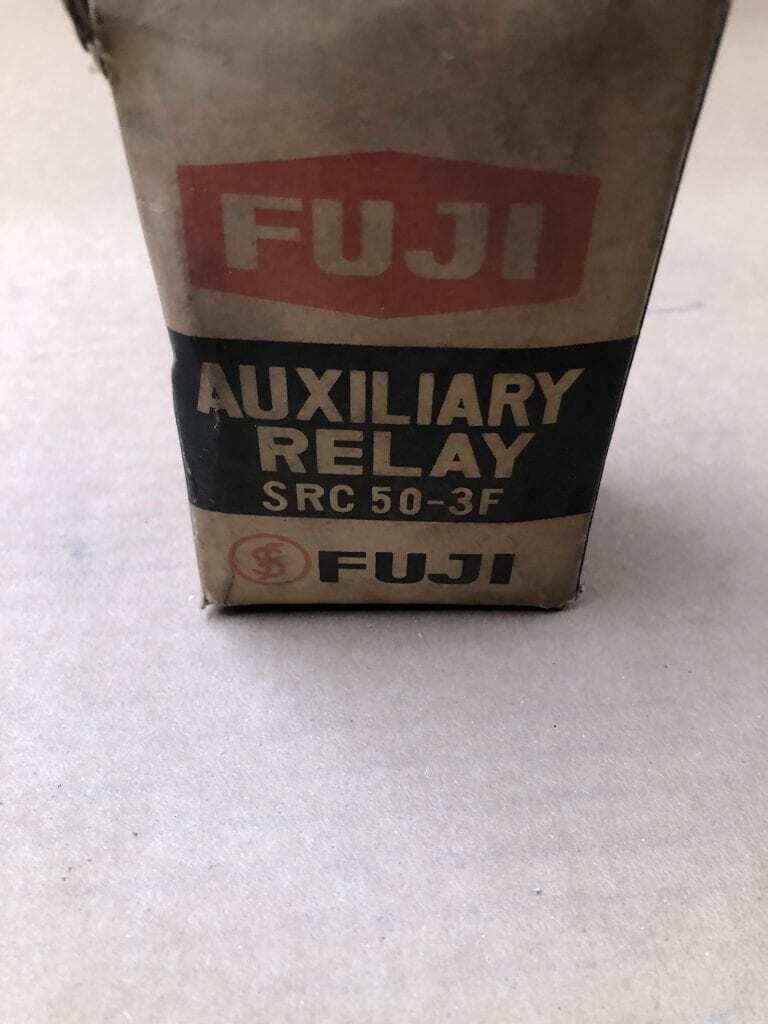 FUJI
AUXILIARY
RELAY
SRC 50-3F
FUJI